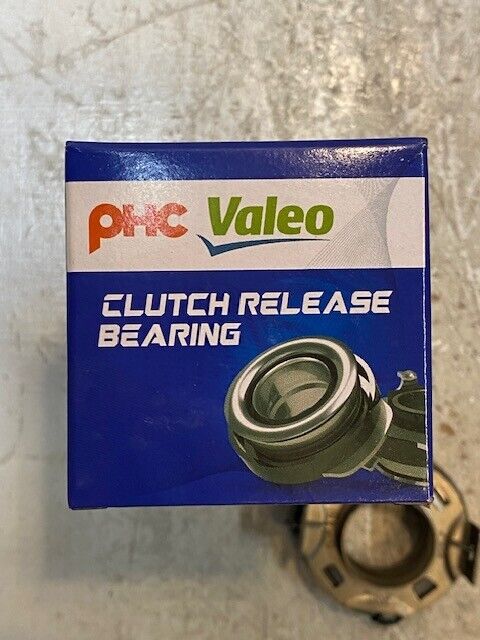 PHC Valeo
CLUTCH RELEASE
BEARING